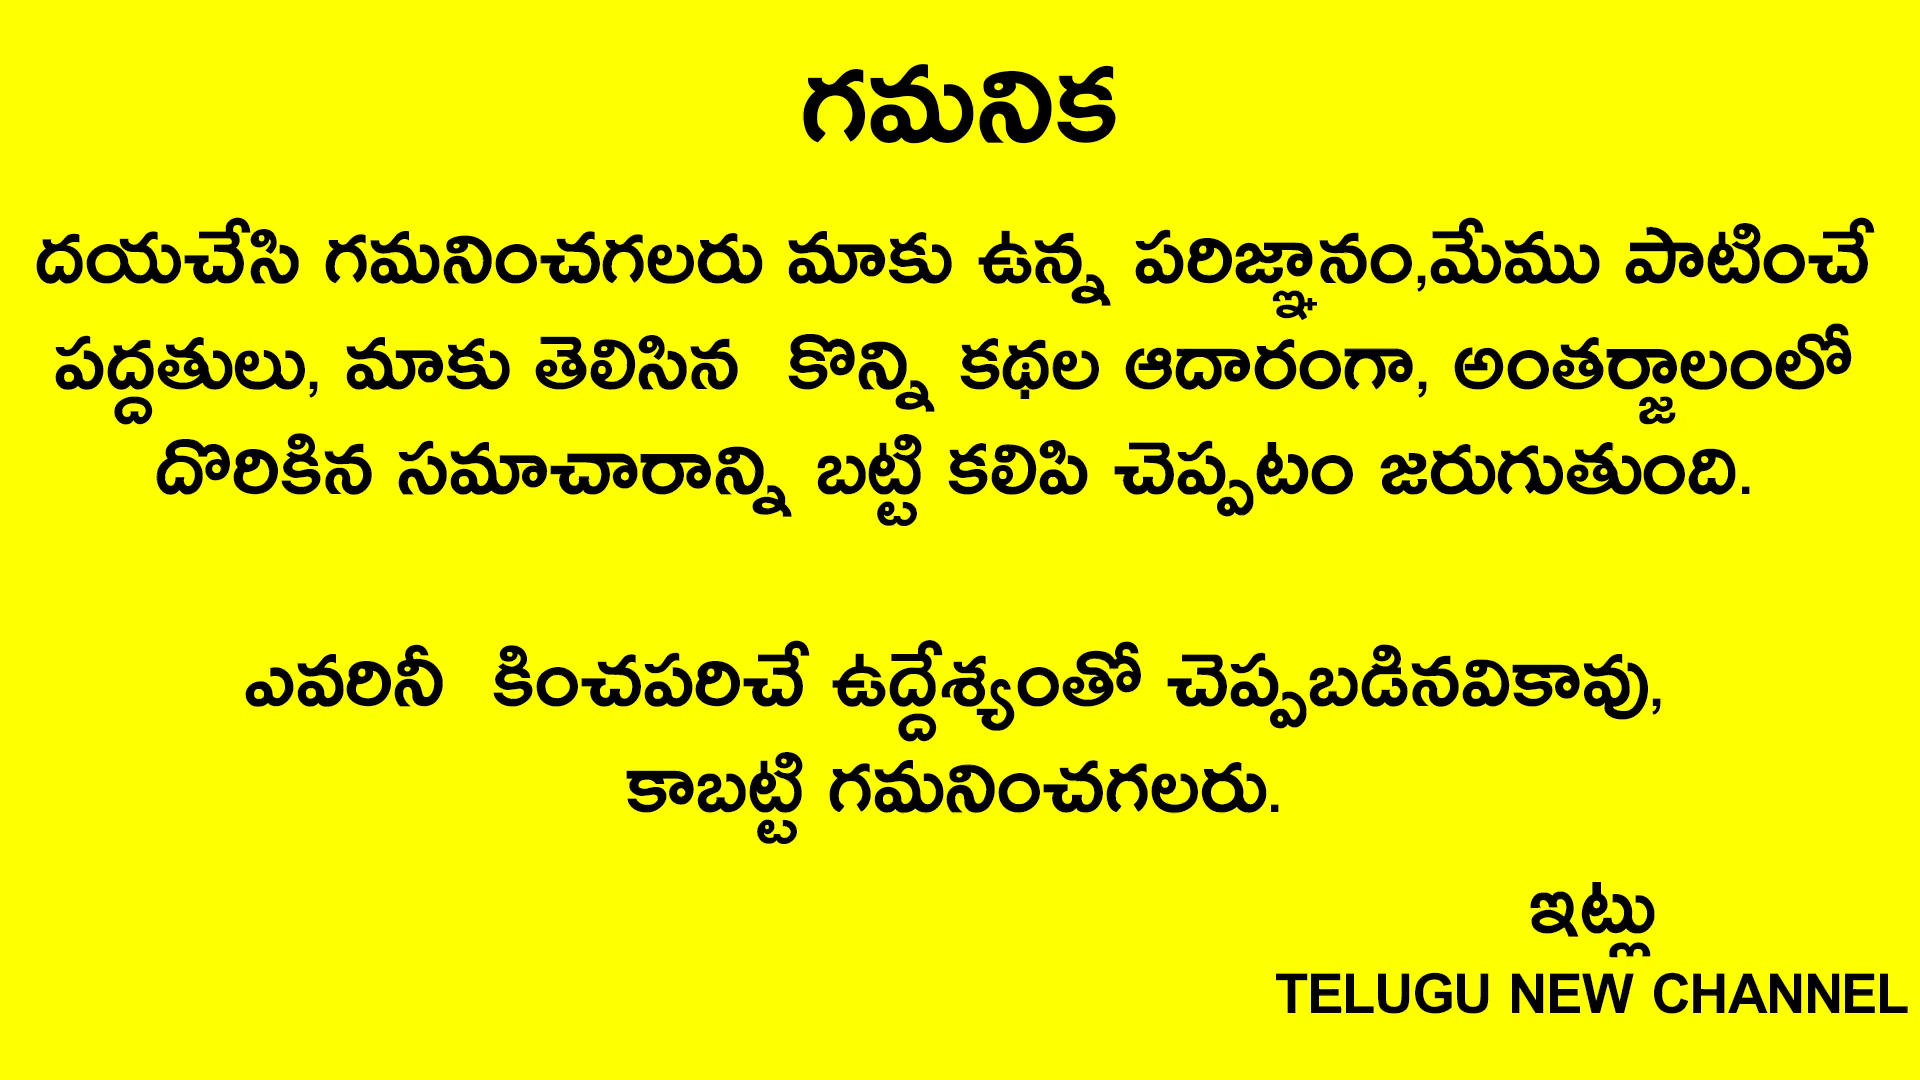 గమనిక
దయచేసి గమనించగలరు మాకు ఉన్న పరిజ్ఞానం,మేము పాటించే
పద్దతులు, మాకు తెలిసిన కొన్ని కథల ఆదారంగా, అంతర్జాలంలో
దొరికిన సమాచారాన్ని బట్టి కలిపి చెప్పటం జరుగుతుంది.
ఎవరినీ కించపరిచే ఉద్దేశ్యంతో చెప్పబడినవికావు,
కాబట్టి గమనించగలరు.
ఇట్లు
TELUGU NEW CHANNEL